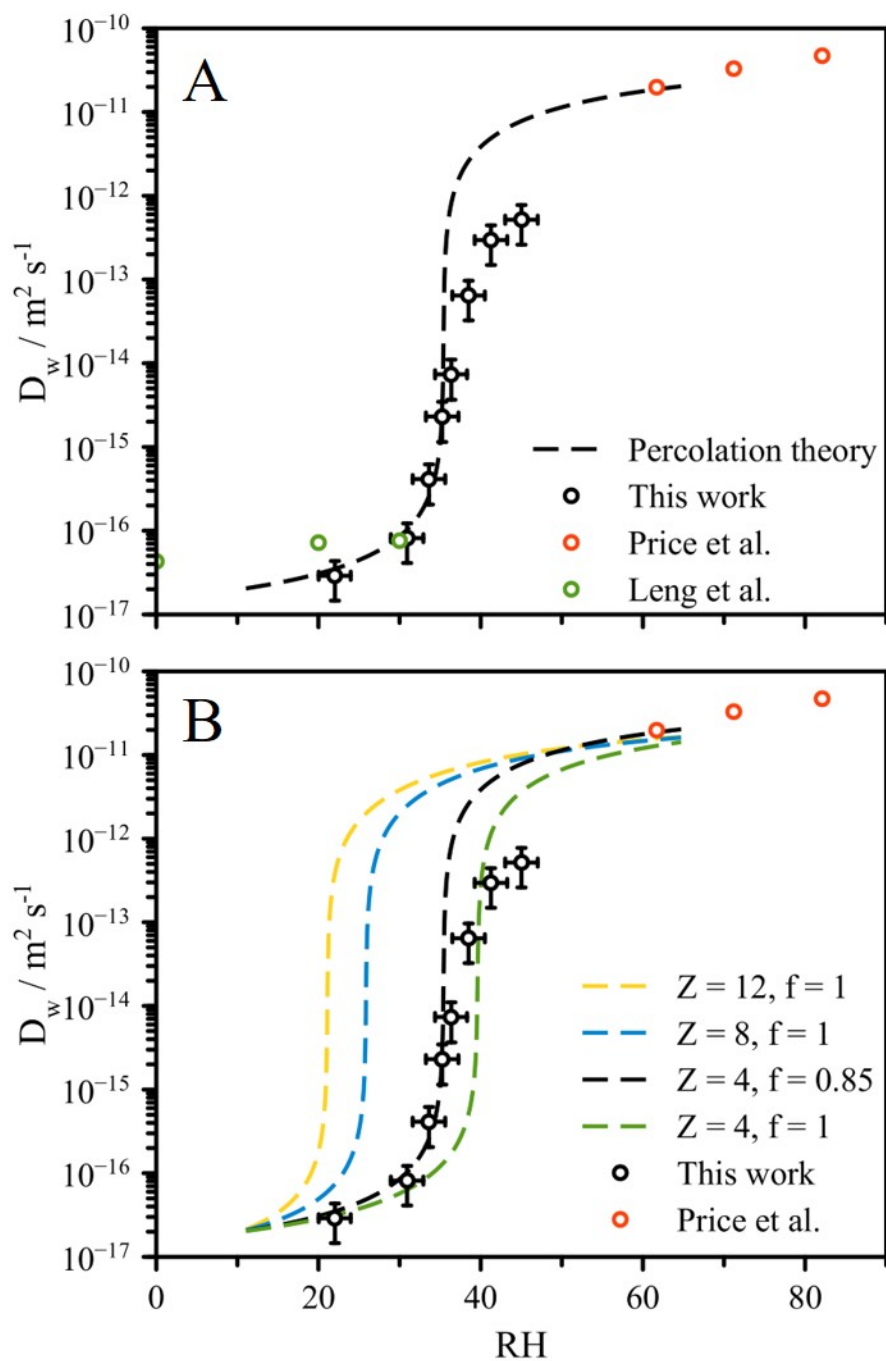 A
10⁻¹⁰
10⁻¹¹
10⁻¹²
10⁻¹³
10⁻¹⁴
10⁻¹⁵
10⁻¹⁶
10⁻¹⁷
D_w / m² s⁻¹
Percolation theory
This work
Price et al.
Leng et al.
B
10⁻¹⁰
10⁻¹¹
10⁻¹²
10⁻¹³
10⁻¹⁴
10⁻¹⁵
10⁻¹⁶
10⁻¹⁷
D_w / m² s⁻¹
Z = 12, f = 1
Z = 8, f = 1
Z = 4, f = 0.85
Z = 4, f = 1
This work
Price et al.
0 20 40 60 80
RH